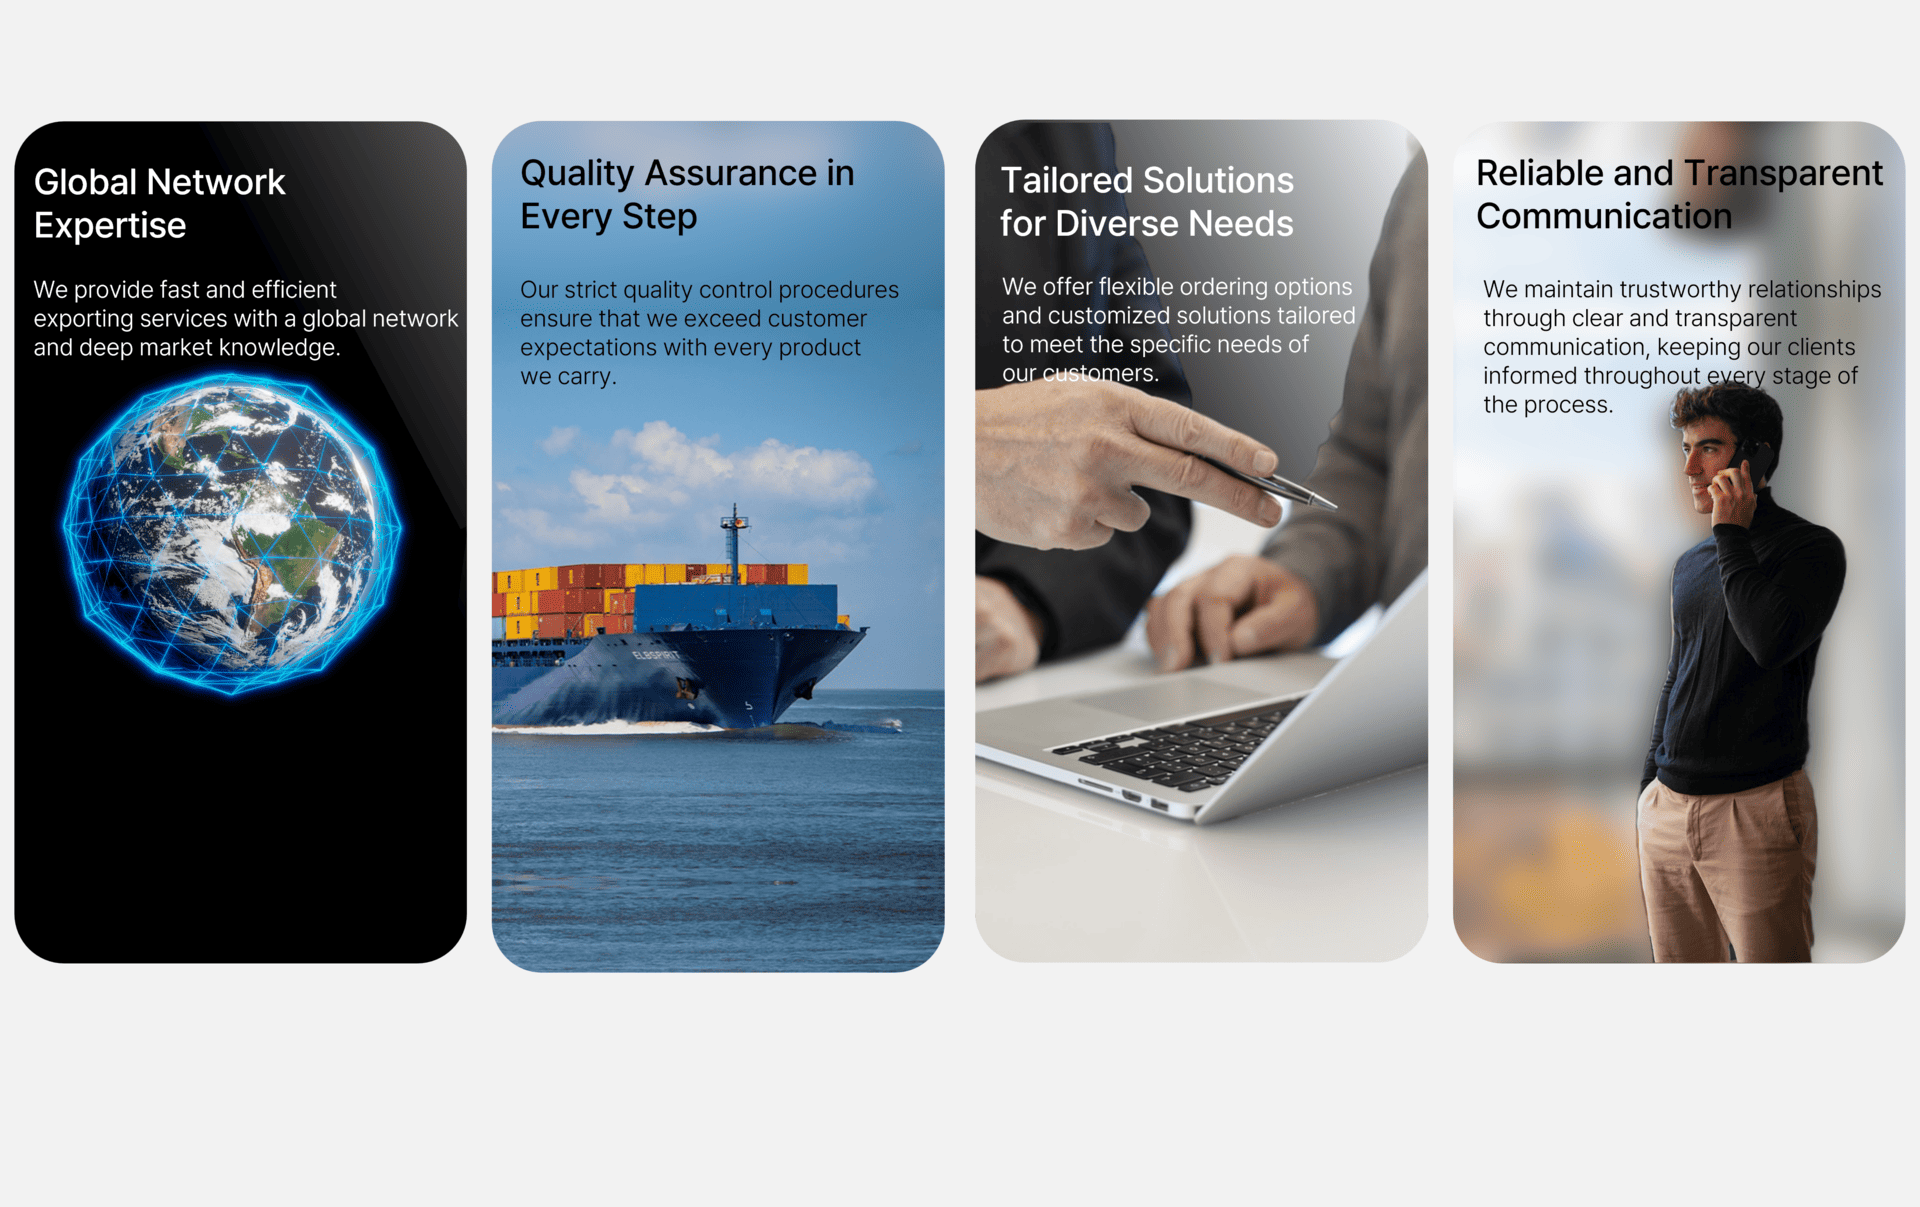 Global Network
Expertise
We provide fast and efficient
exporting services with a global network
and deep market knowledge.
Quality Assurance in
Every Step
Our strict quality control procedures
ensure that we exceed customer
expectations with every product
we carry.
ELBSPIRIT
Tailored Solutions
for Diverse Needs
We offer flexible ordering options
and customized solutions tailored
to meet the specific needs of
our customers.
Reliable and Transparent
Communication
We maintain trustworthy relationships
through clear and transparent
communication, keeping our clients
informed throughout every stage of
the process.